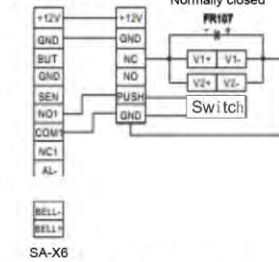 Normally closed
FR107
+12V
GND
BUT
GND
SEN
NO1
COM1
NC1
AL-
BELL-
BELL+
SA-X6
+12V
GND
NC
NO
PUSH
GND
V1+ V1-
V2+ V2-
Switch